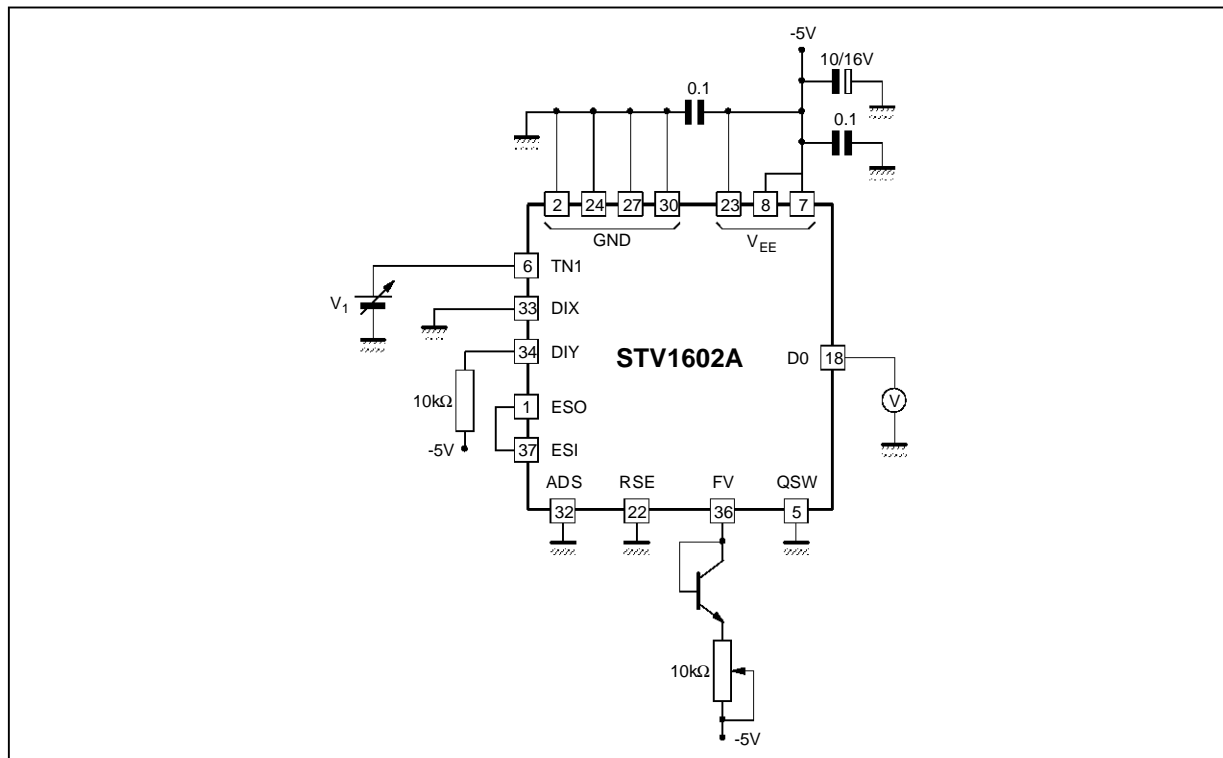 -5V
10/16V
0.1
0.1
2 24 27 30 23 8 7
GND
VEE
6 TN1
V1
33 DIX
34 DIY
STV1602A
D0 18
V
10kΩ
1 ESO
-5V
37 ESI
ADS RSE FV QSW
32 22 36 5
10kΩ
-5V